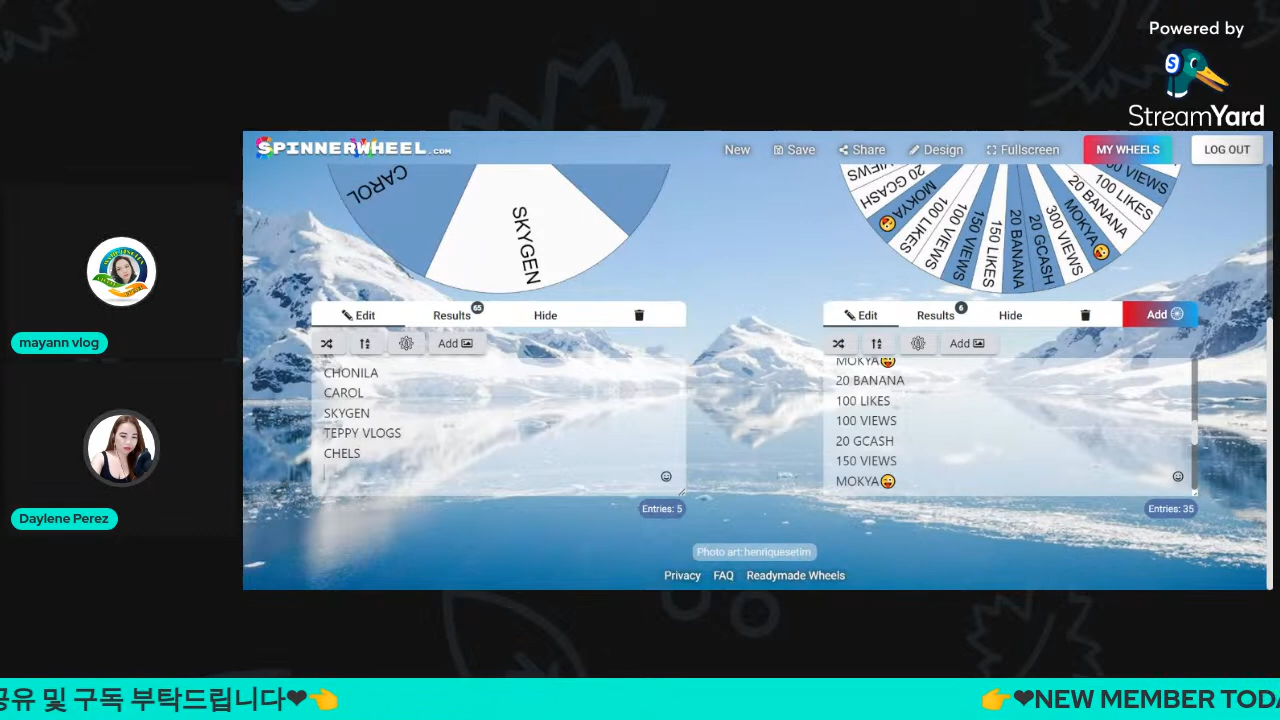 Powered by
StreamYard
SPINNERWHEEL.COM
New
Save
Share
Design
Fullscreen
MY WHEELS
LOG OUT
CAROL
SKYGEN
VIEWS
20 GCASH
MOKYA🤪
100 LIKES
100 VIEWS
150 VIEWS
150 LIKES
20 BANANA
20 GCASH
300 VIEWS
MOKYA😜
20 BANANA
100 LIKES
VIEWS
Edit
Results
65
Hide
Edit
Results
6
Hide
Add
Add
Add
CHONILA
CAROL
SKYGEN
TEPPY VLOGS
CHELS
MOKYA😜
20 BANANA
100 LIKES
100 VIEWS
20 GCASH
150 VIEWS
MOKYA😜
Entries: 5
Entries: 35
Photo art: henriquesetim
Privacy
FAQ
Readymade Wheels
mayann vlog
Daylene Perez
공유 및 구독 부탁드립니다❤👈
👉❤NEW MEMBER TODA